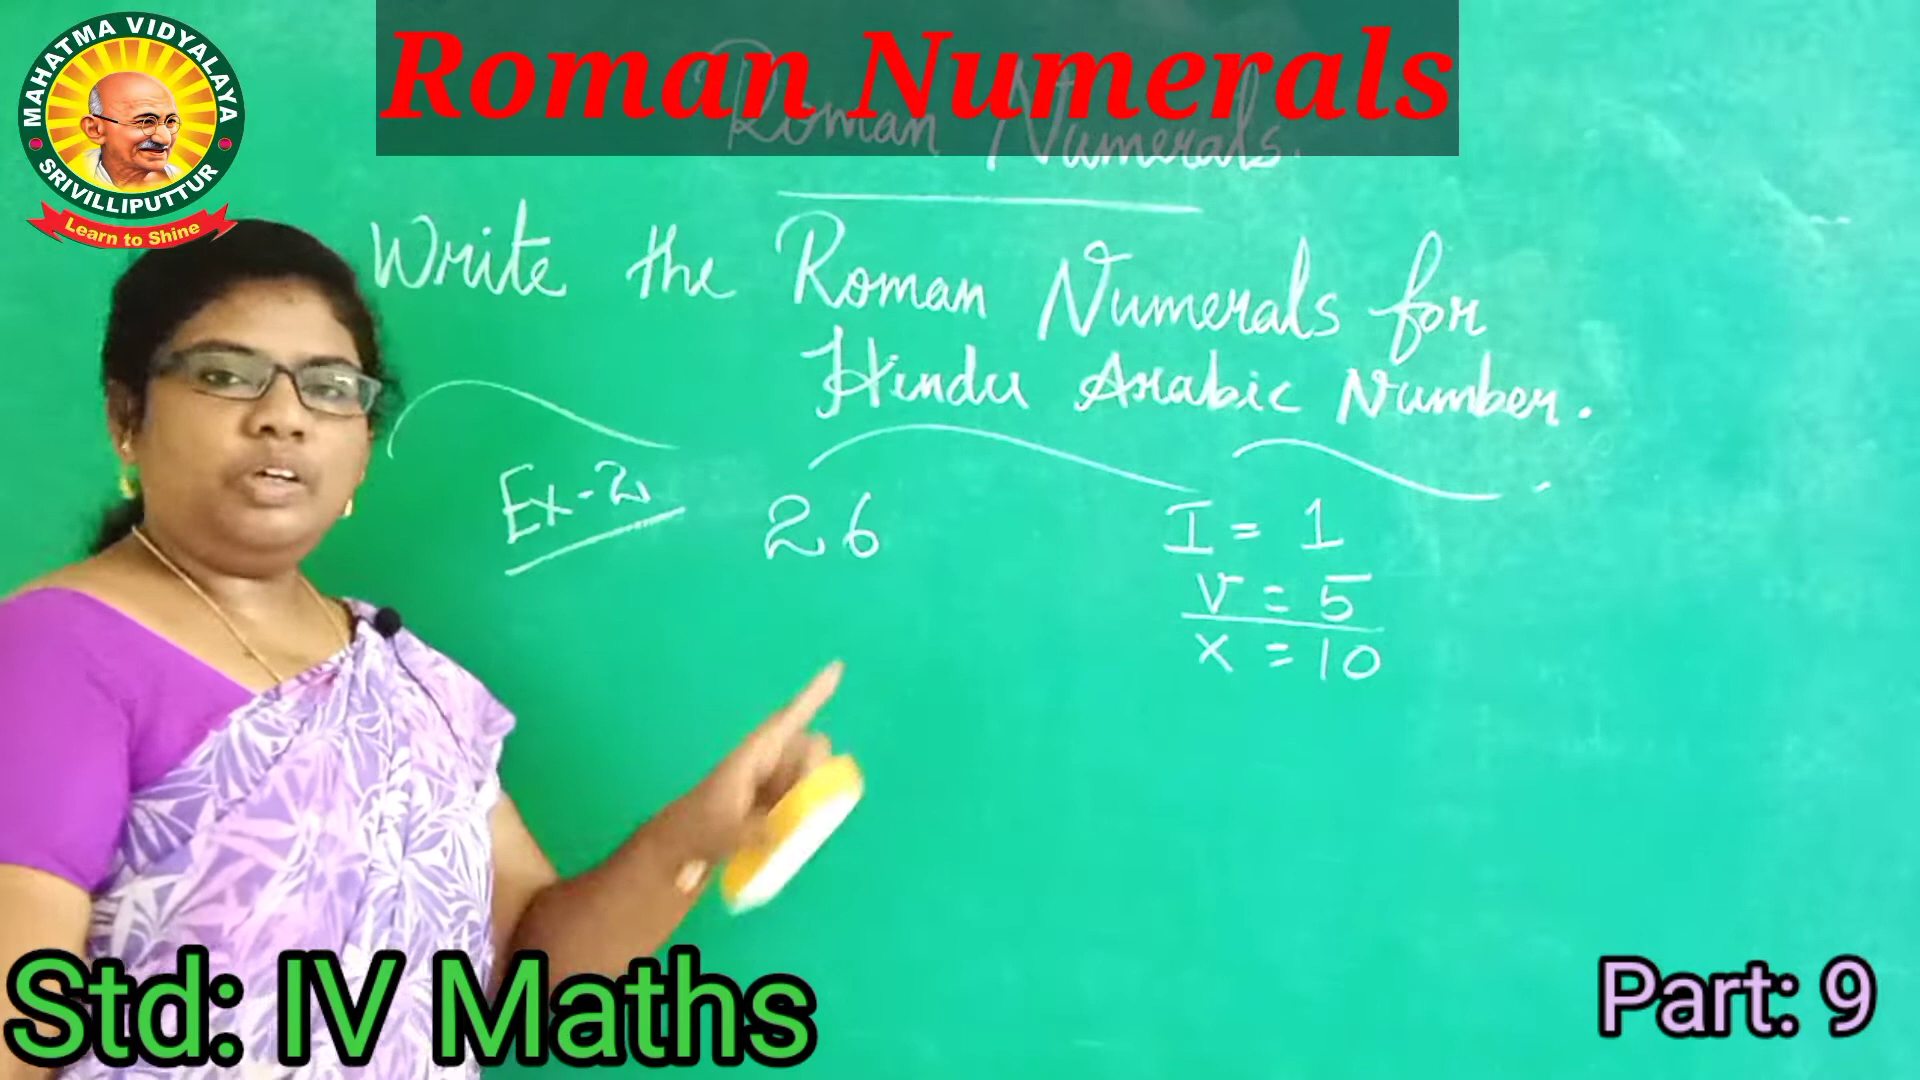 MAHATMA VIDYALAYA
SRIVILLIPUTTUR
Learn to Shine
Roman Numerals
Roman Numerals.
Write the Roman Numerals for
Hindu Arabic Number.
Ex-2 26
I = 1
V = 5
X = 10
Std: IV Maths
Part: 9